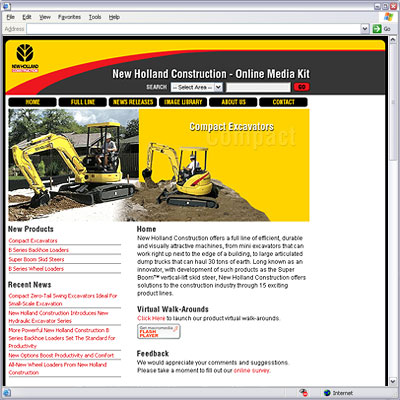 File Edit View Favorites Tools Help
Address
Go
NEW HOLLAND
CONSTRUCTION
New Holland Construction - Online Media Kit
SEARCH -- Select Area -- GO
HOME FULL LINE NEWS RELEASES IMAGE LIBRARY ABOUT US CONTACT
Compact Excavators
Compact
New Products
Compact Excavators
B Series Backhoe Loaders
Super Boom Skid Steers
B Series Wheel Loaders
Recent News
Compact Zero-Tail Swing Excavators Ideal For
Small-Scale Excavation
New Holland Construction Introduces New
Hydraulic Excavator Series
More Powerful New Holland Construction B
Series Backhoe Loaders Set The Standard for
Productivity
New Options Boost Productivity and Comfort
All-New Wheel Loaders From New Holland
Construction
Home
New Holland Construction offers a full line of efficient, durable
and visually attractive machines, from mini excavators that can
work right up next to the edge of a building, to large articulated
dump trucks that can haul 30 tons of earth. Long known as an
innovator, with development of such products as the Super
Boom™ vertical-lift skid steer, New Holland Construction offers
solutions to the construction industry through 15 exciting
product lines.
Virtual Walk-Arounds
Click Here to launch our product virtual walk-arounds.
Get macromedia
FLASH
PLAYER
Feedback
We would appreciate your comments and suggestions.
Please take a moment to fill out our online survey.
Internet